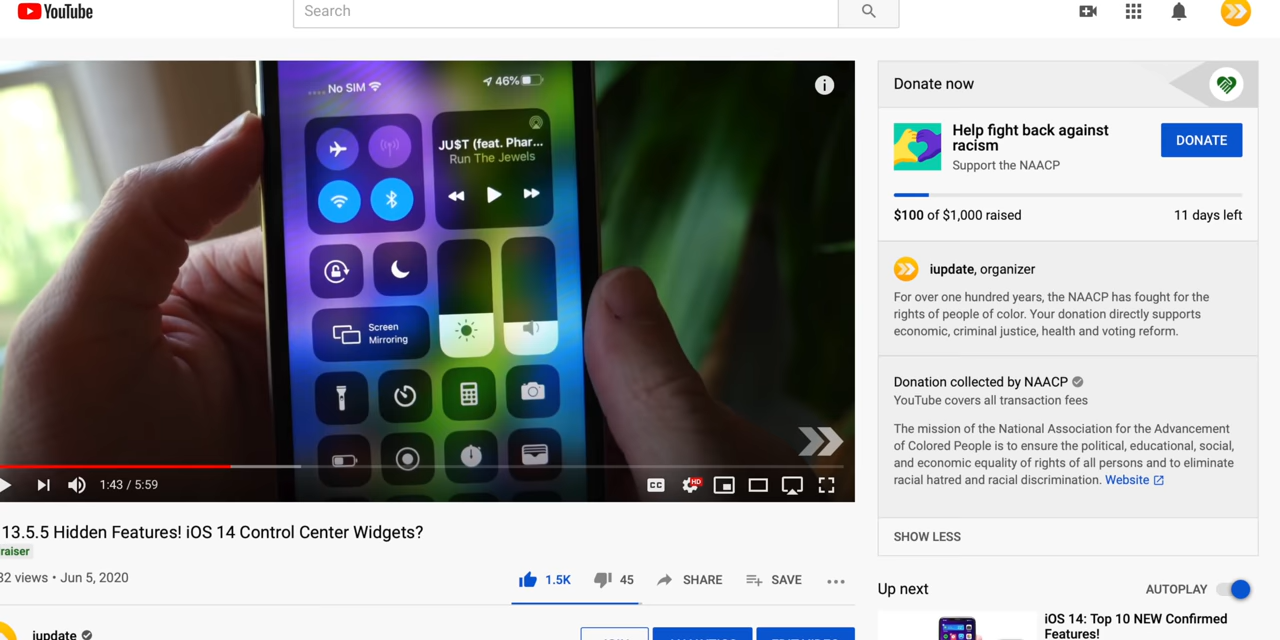 YouTube
Search
No SIM
46%
JU$T (feat. Phar...
Run The Jewels
Screen
Mirroring
i
CC
HD
1:43 / 5:59
13.5.5 Hidden Features! iOS 14 Control Center Widgets?
raiser
32 views • Jun 5, 2020
1.5K
45
SHARE
SAVE
iupdate
Donate now
Help fight back against
racism
Support the NAACP
DONATE
$100 of $1,000 raised
11 days left
iupdate, organizer
For over one hundred years, the NAACP has fought for the
rights of people of color. Your donation directly supports
economic, criminal justice, health and voting reform.
Donation collected by NAACP
YouTube covers all transaction fees
The mission of the National Association for the Advancement
of Colored People is to ensure the political, educational, social,
and economic equality of rights of all persons and to eliminate
racial hatred and racial discrimination. Website
SHOW LESS
Up next
AUTOPLAY
iOS 14: Top 10 NEW Confirmed
Features!